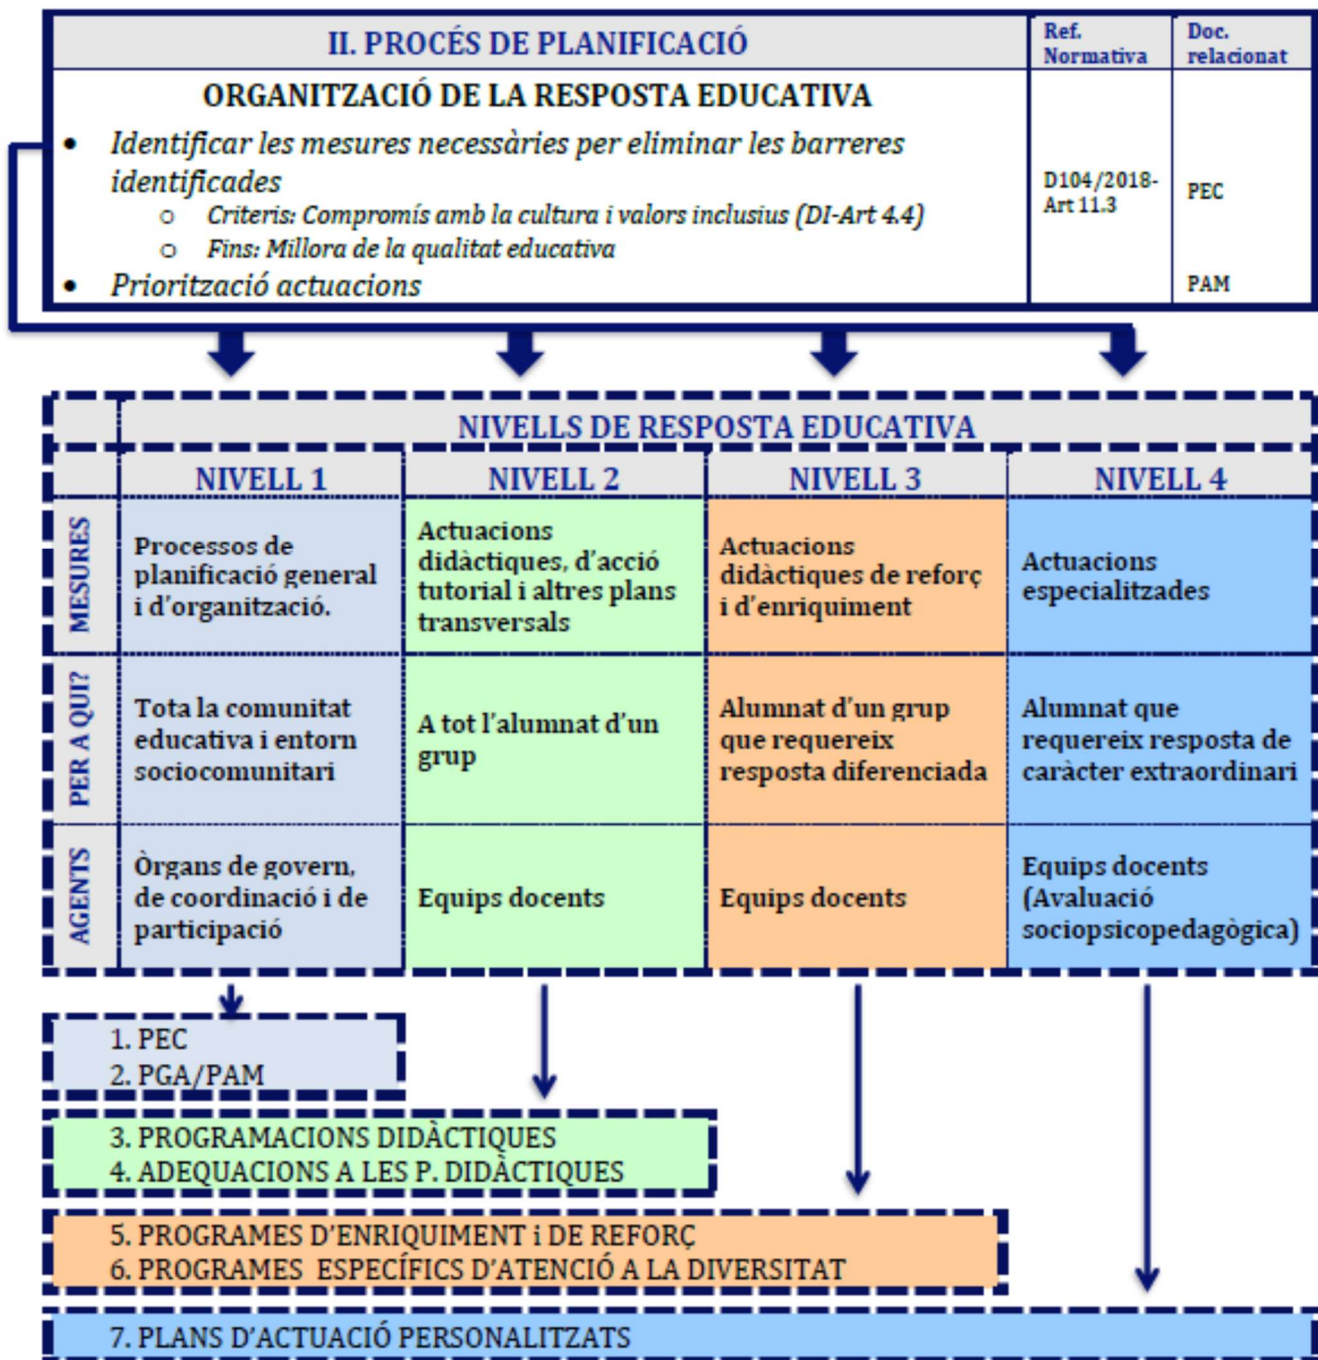 II. PROCÉS DE PLANIFICACIÓ
Ref.
Normativa
Doc.
relacionat
ORGANITZACIÓ DE LA RESPOSTA EDUCATIVA
• Identificar les mesures necessàries per eliminar les barreres
identificades
o Criteris: Compromís amb la cultura i valors inclusius (DI-Art 4.4)
o Fins: Millora de la qualitat educativa
• Priorització actuacions
D104/2018-
Art 11.3
PEC
PAM
NIVELLS DE RESPOSTA EDUCATIVA
NIVELL 1
NIVELL 2
NIVELL 3
NIVELL 4
MESURES
Processos de
planificació general
i d'organització.
Actuacions
didàctiques, d'acció
tutorial i altres plans
transversals
Actuacions
didàctiques de reforç
i d'enriquiment
Actuacions
especialitzades
PER A QUI?
Tota la comunitat
educativa i entorn
sociocomunitari
A tot l'alumnat d'un
grup
Alumnat d'un grup
que requereix
resposta diferenciada
Alumnat que
requereix resposta de
caràcter extraordinari
AGENTS
Òrgans de govern,
de coordinació i de
participació
Equips docents
Equips docents
Equips docents
(Avaluació
sociopsicopedagògica)
1. PEC
2. PGA/PAM
3. PROGRAMACIONS DIDÀCTIQUES
4. ADEQUACIONS A LES P. DIDÀCTIQUES
5. PROGRAMES D'ENRIQUIMENT i DE REFORÇ
6. PROGRAMES ESPECÍFICS D'ATENCIÓ A LA DIVERSITAT
7. PLANS D'ACTUACIÓ PERSONALITZATS